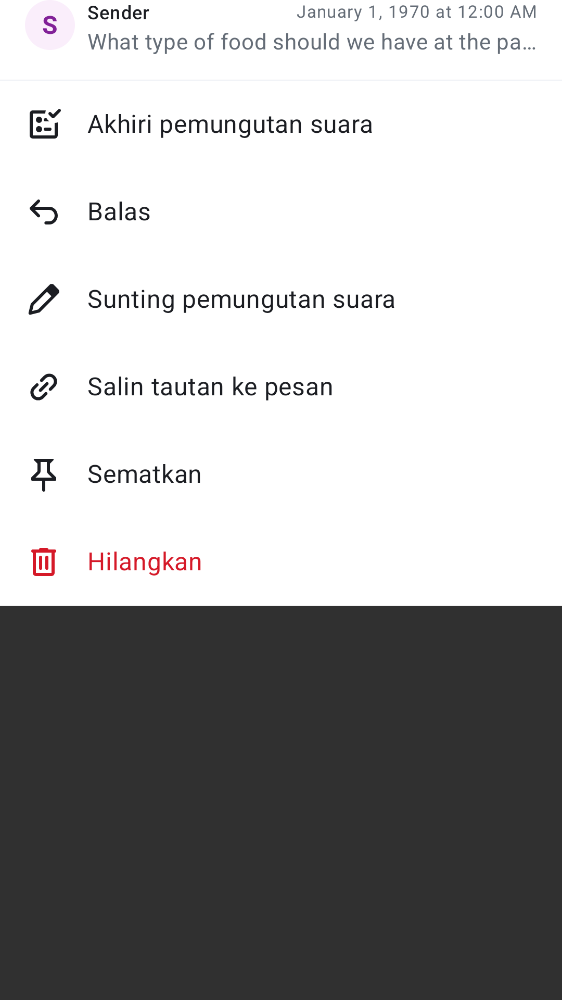 S
Sender
January 1, 1970 at 12:00 AM
What type of food should we have at the pa…
Akhiri pemungutan suara
Balas
Sunting pemungutan suara
Salin tautan ke pesan
Sematkan
Hilangkan